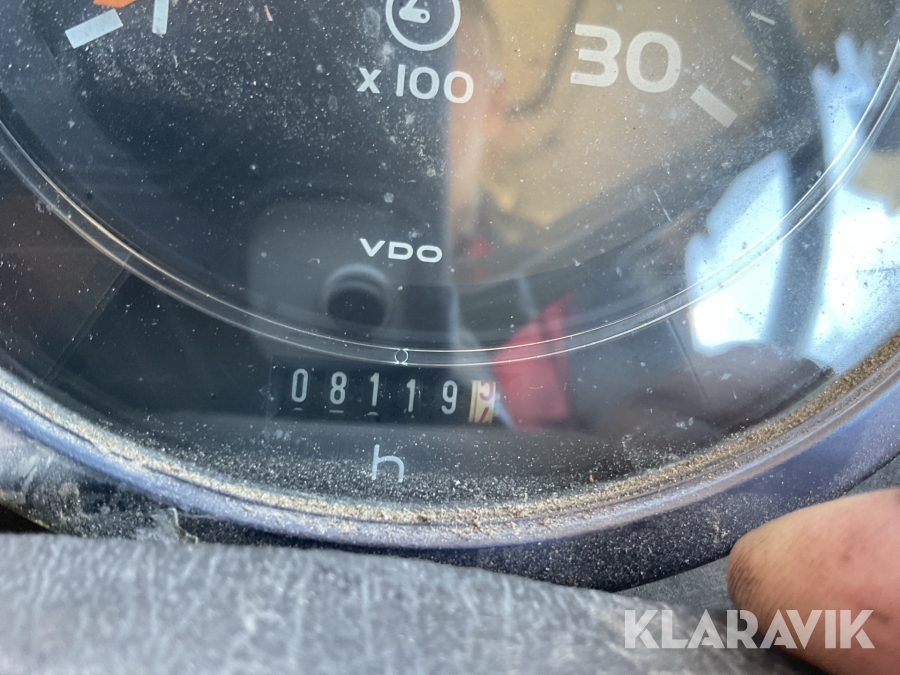 30
x 100
VDO
08119
h
KLARAVIK